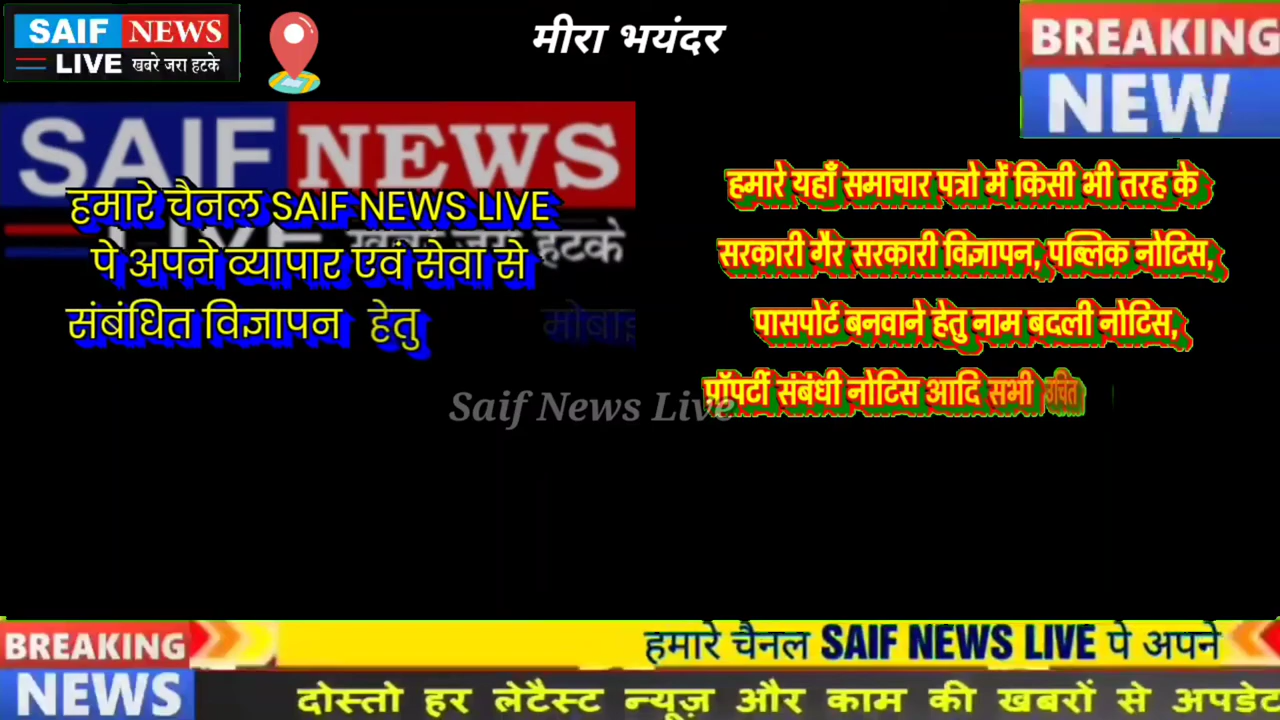 SAIF NEWS
LIVE खबरे जरा हटके
मीरा भयंदर
BREAKING
NEW
SAIF NEWS
हटके
हमारे चैनल SAIF NEWS LIVE
पे अपने व्यापार एवं सेवा से
संबंधित विज्ञापन हेतु
हमारे यहाँ समाचार पत्रो में किसी भी तरह के
सरकारी गैर सरकारी विज्ञापन, पब्लिक नोटिस,
पासपोर्ट बनवाने हेतु नाम बदली नोटिस,
प्रॉपर्टी संबंधी नोटिस आदि सभी उचित
Saif News Live
BREAKING
NEWS
हमारे चैनल SAIF NEWS LIVE पे अपने
दोस्तो हर लेटैस्ट न्यूज़ और काम की खबरों से अपडेट